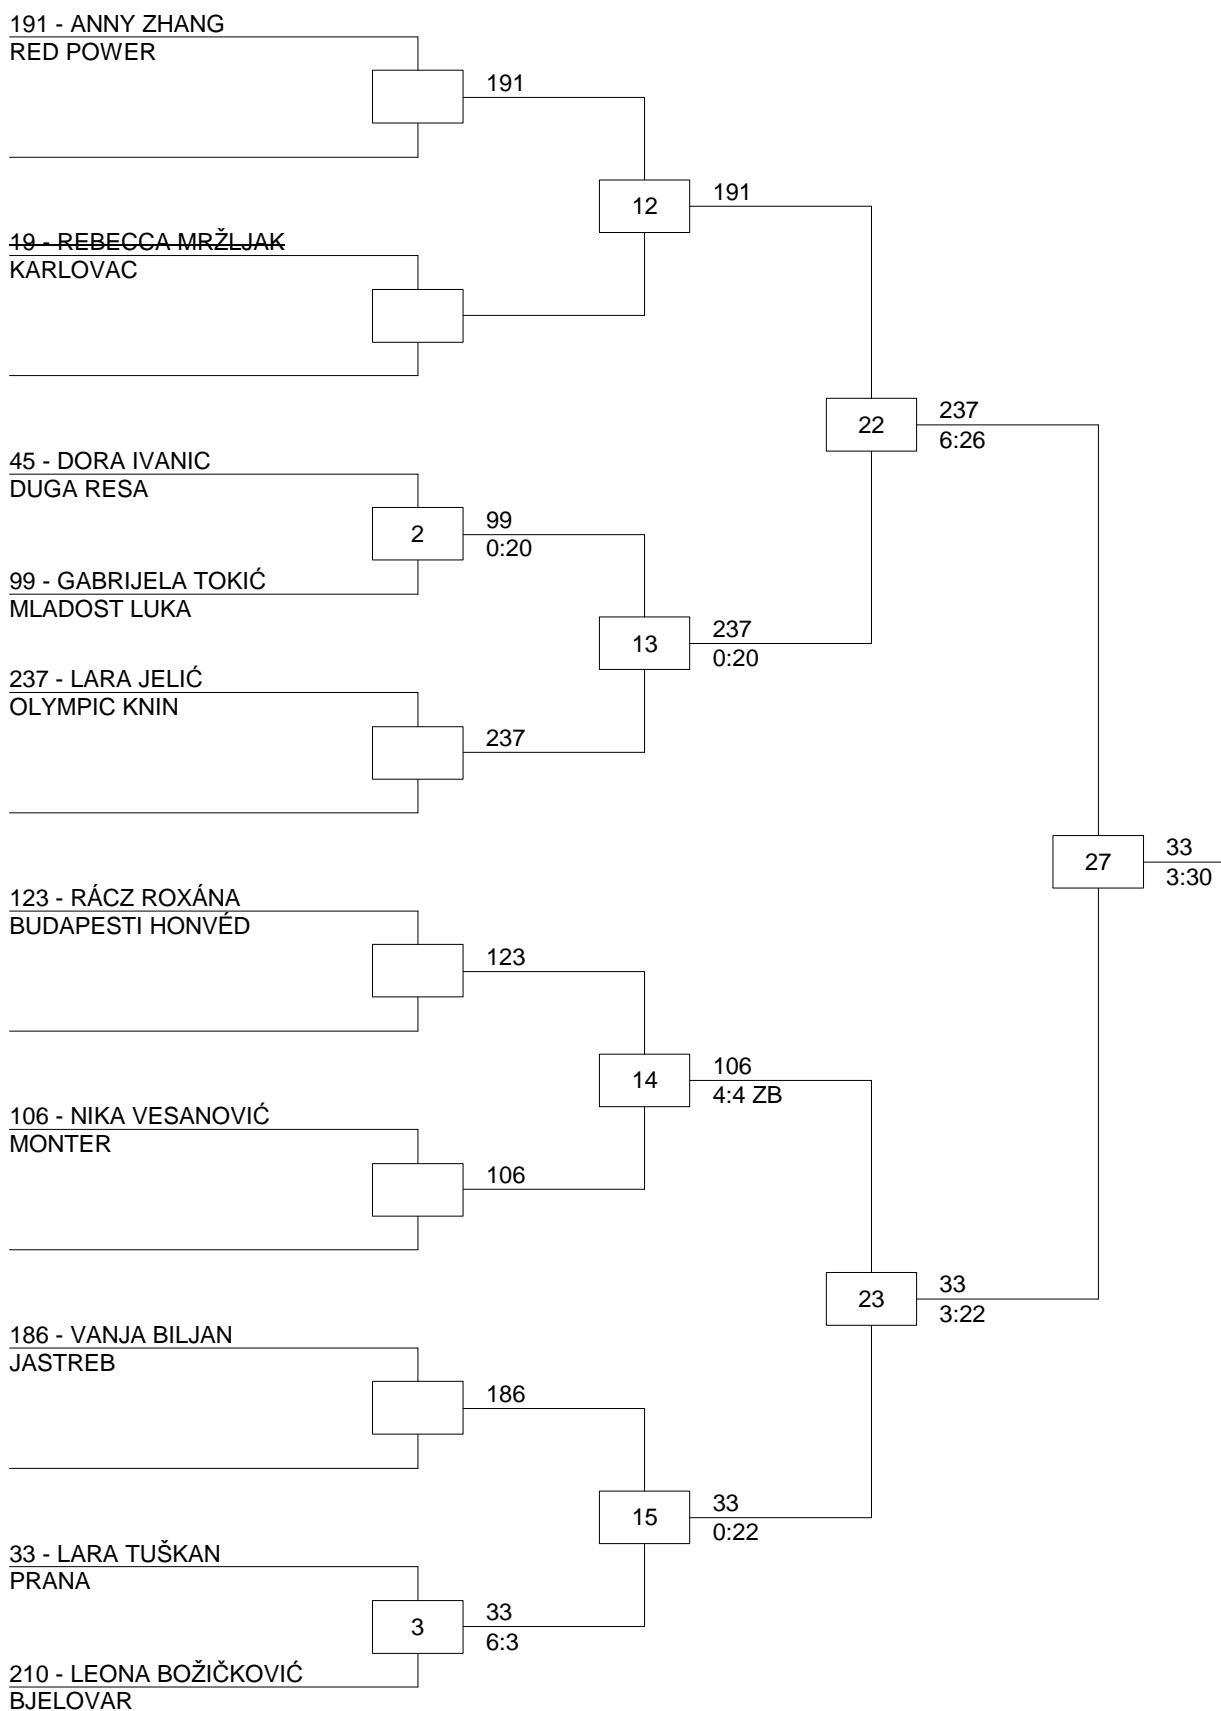 191 - ANNY ZHANG
RED POWER
191
12
191
19 - REBECCA MRŽLJAK
KARLOVAC
22
237
6:26
45 - DORA IVANIC
DUGA RESA
2
99
0:20
99 - GABRIJELA TOKIĆ
MLADOST LUKA
13
237
0:20
237 - LARA JELIĆ
OLYMPIC KNIN
237
27
33
3:30
123 - RÁCZ ROXÁNA
BUDAPESTI HONVÉD
123
14
106
4:4 ZB
106 - NIKA VESANOVIĆ
MONTER
106
23
33
3:22
186 - VANJA BILJAN
JASTREB
186
15
33
0:22
33 - LARA TUŠKAN
PRANA
3
33
6:3
210 - LEONA BOŽIČKOVIĆ
BJELOVAR